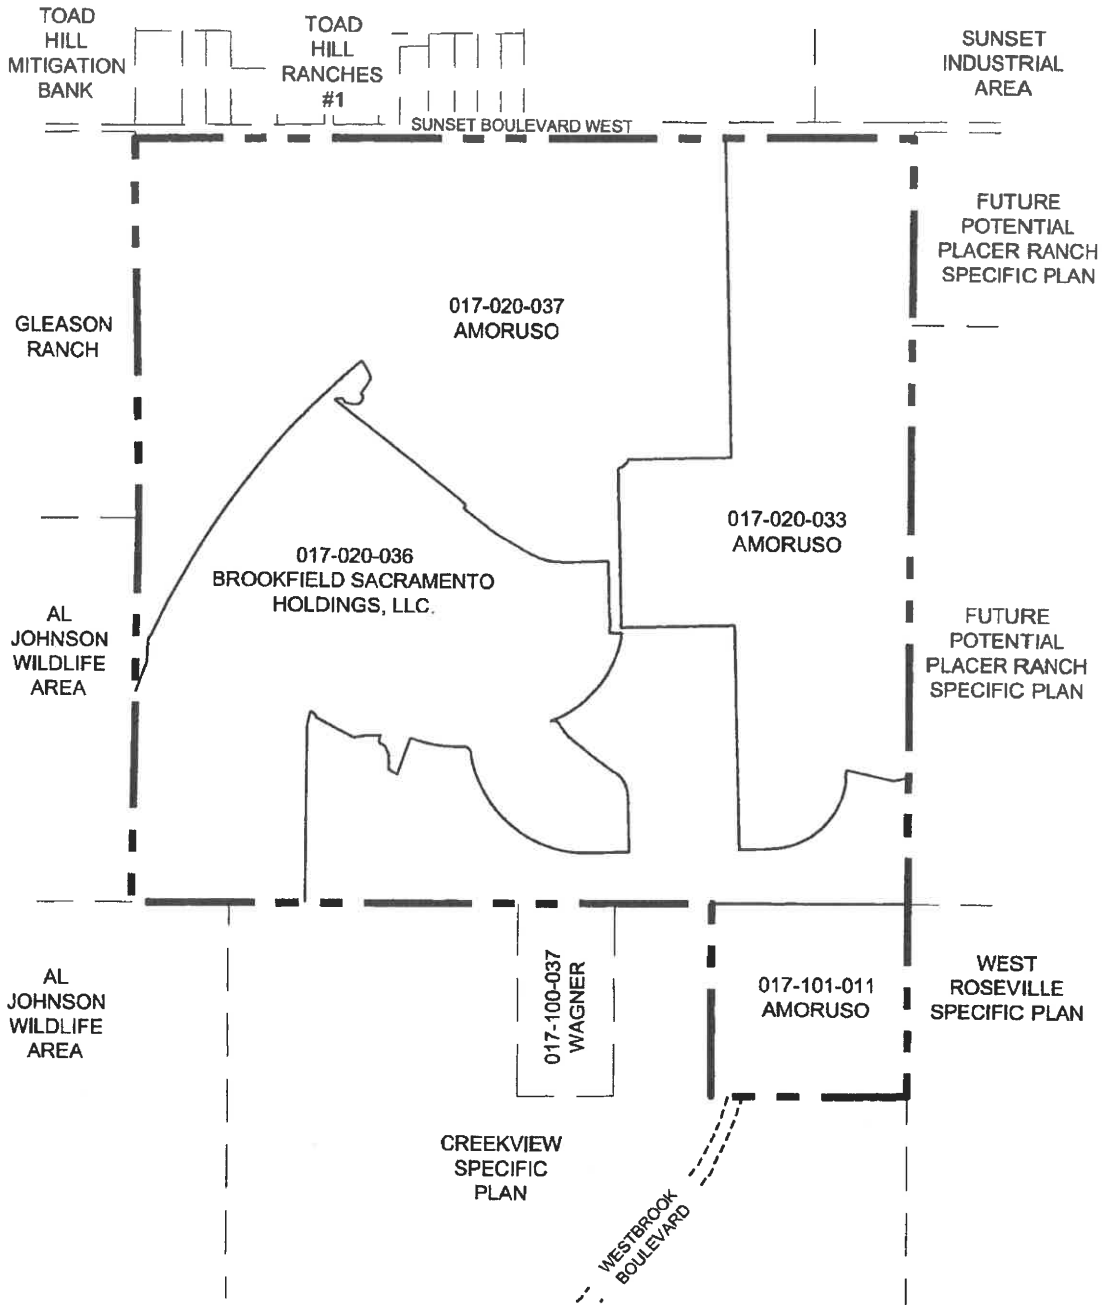 TOAD
HILL
MITIGATION
BANK
TOAD
HILL
RANCHES
#1
SUNSET
INDUSTRIAL
AREA
SUNSET BOULEVARD WEST
FUTURE
POTENTIAL
PLACER RANCH
SPECIFIC PLAN
GLEASON
RANCH
017-020-037
AMORUSO
017-020-033
AMORUSO
017-020-036
BROOKFIELD SACRAMENTO
HOLDINGS, LLC.
AL
JOHNSON
WILDLIFE
AREA
FUTURE
POTENTIAL
PLACER RANCH
SPECIFIC PLAN
AL
JOHNSON
WILDLIFE
AREA
017-100-037
WAGNER
017-101-011
AMORUSO
WEST
ROSEVILLE
SPECIFIC PLAN
CREEKVIEW
SPECIFIC
PLAN
WESTBROOK
BOULEVARD